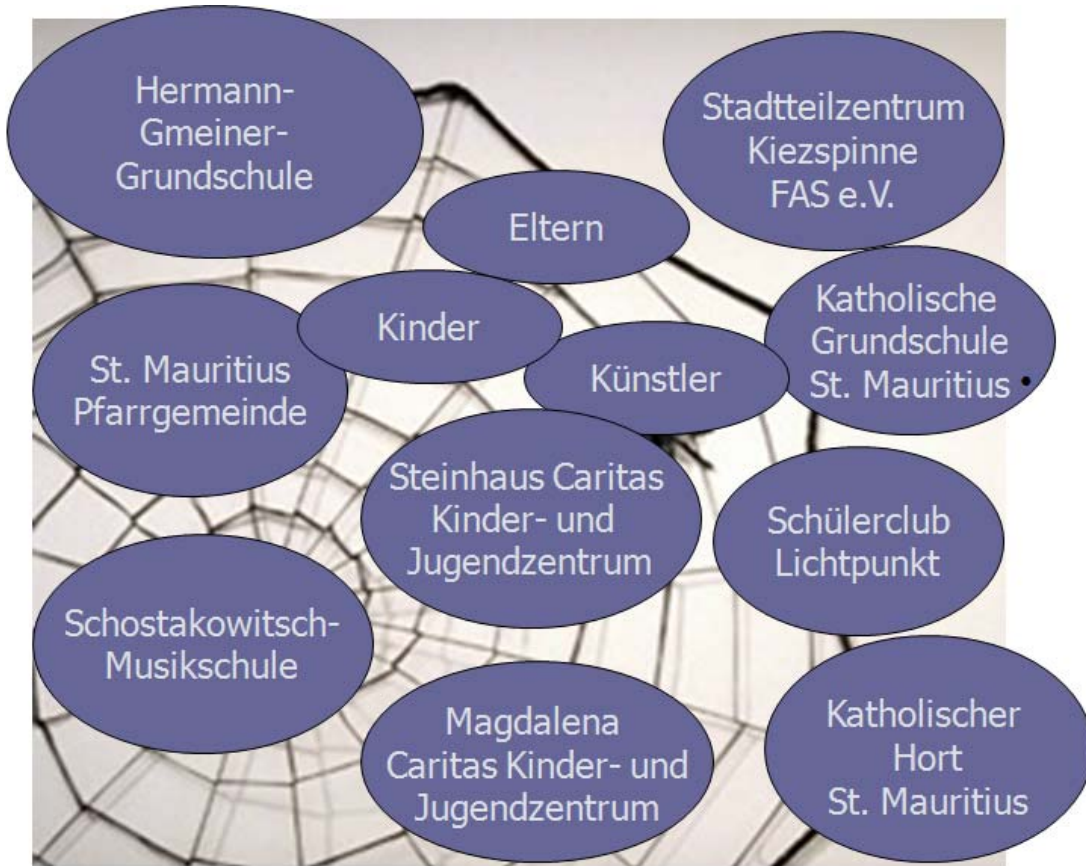 Hermann-
Gmeiner-
Grundschule
Stadtteilzentrum
Kiezspinne
FAS e.V.
Eltern
Kinder
Katholische
Grundschule
St. Mauritius
St. Mauritius
Pfarrgemeinde
Künstler
Steinhaus Caritas
Kinder- und
Jugendzentrum
Schülerclub
Lichtpunkt
Schostakowitsch-
Musikschule
Magdalena
Caritas Kinder- und
Jugendzentrum
Katholischer
Hort
St. Mauritius